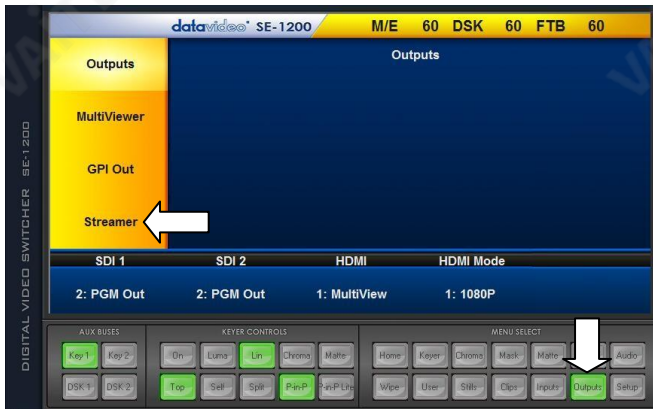 datavideo SE-1200 M/E 60 DSK 60 FTB 60
Outputs
Outputs
MultiViewer
GPI Out
Streamer
SDI 1 SDI 2 HDMI HDMI Mode
2: PGM Out 2: PGM Out 1: MultiView 1: 1080P
DIGITAL VIDEO SWITCHER SE-1200
AUX BUSES KEYER CONTROLS MENU SELECT
Key 1 Key 2 On Luma Lin Chroma Matte Home Keyer Chroma Mask Matte Audio
DSK 1 DSK 2 Top Self Split P-in-P P-in-P Lite Wipe User Stills Clips Inputs Outputs Setup